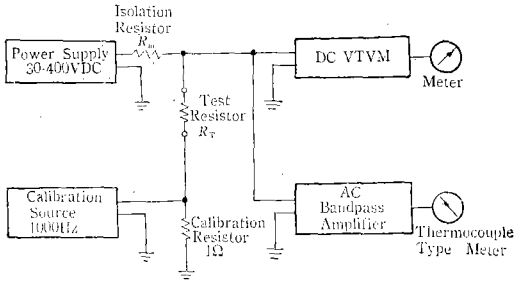 Isolation
Resistor
Rm
Power Supply
30-400VDC
DC VTVM
Meter
Test
Resistor
RT
Calibration
Source
1000Hz
Calibration
Resistor
1Ω
AC
Bandpass
Amplifier
Thermocouple
Type Meter